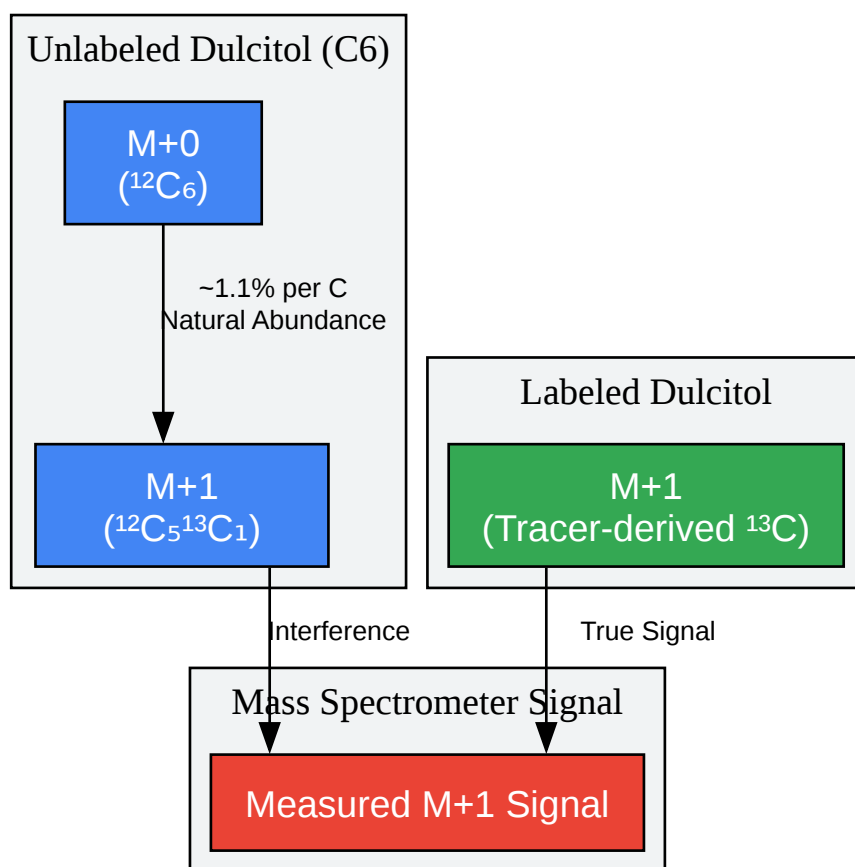 Unlabeled Dulcitol (C6)
M+0
(¹²C₆)
~1.1% per C
Natural Abundance
M+1
(¹²C₅¹³C₁)
Labeled Dulcitol
M+1
(Tracer-derived ¹³C)
Interference
True Signal
Mass Spectrometer Signal
Measured M+1 Signal